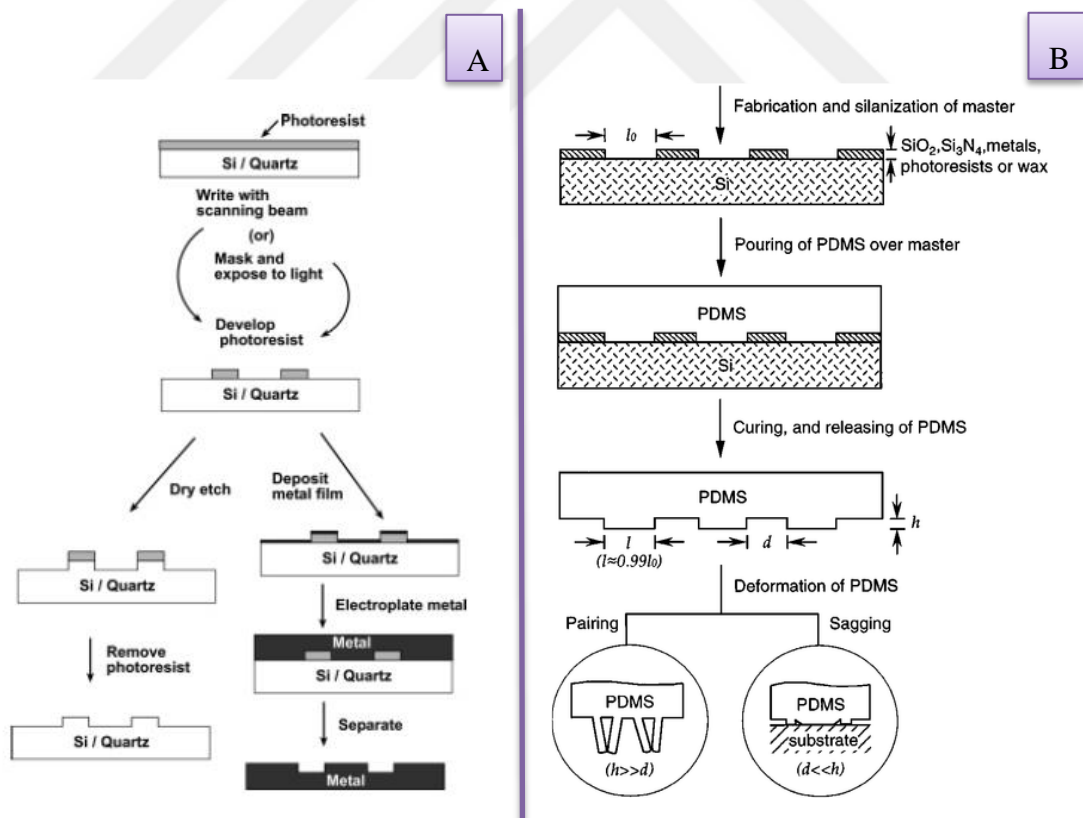 A
Photoresist
Si / Quartz
Write with
scanning beam
(or)
Mask and
expose to light
Develop
photoresist
Si / Quartz
Dry etch
Deposit
metal film
Si / Quartz
Si / Quartz
Electroplate metal
Remove
photoresist
Metal
Si / Quartz
Separate
Si / Quartz
Metal
B
Fabrication and silanization of master
l₀
SiO₂,Si₃N₄,metals,
photoresists or wax
Si
Pouring of PDMS over master
PDMS
Si
Curing, and releasing of PDMS
PDMS
h
l
d
(l≈0.99l₀)
Deformation of PDMS
Pairing
Sagging
PDMS
(h>>d)
PDMS
substrate
(d<<h)